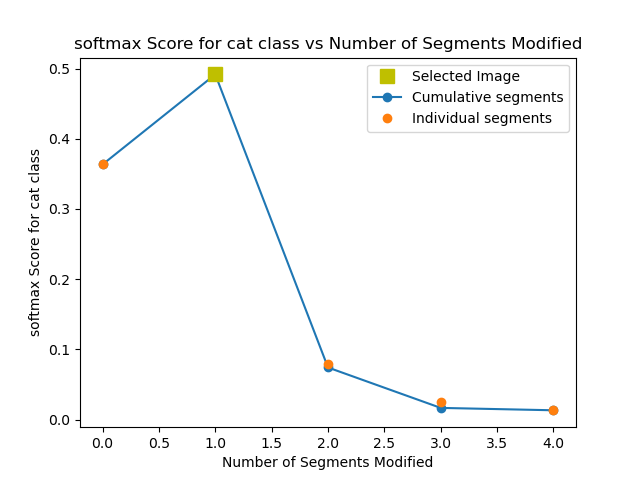 softmax Score for cat class vs Number of Segments Modified
Selected Image
Cumulative segments
Individual segments
softmax Score for cat class
0.5
0.4
0.3
0.2
0.1
0.0
0.0 0.5 1.0 1.5 2.0 2.5 3.0 3.5 4.0
Number of Segments Modified